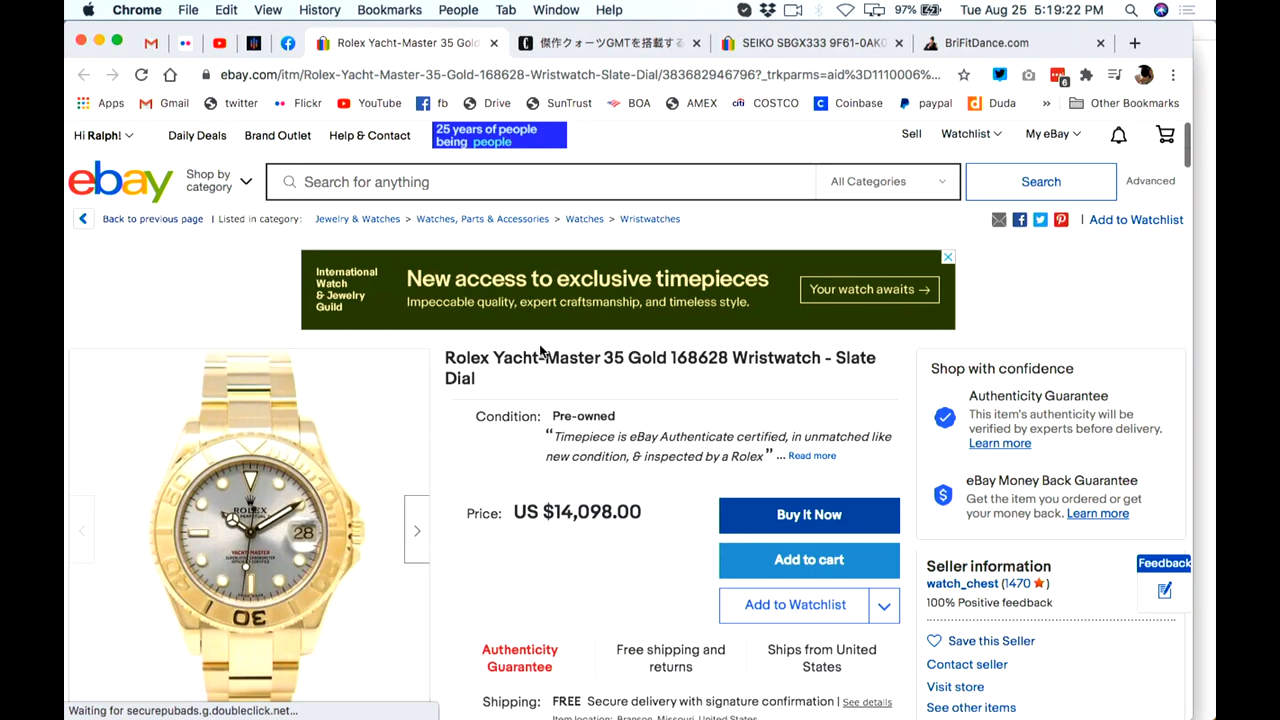 Chrome File Edit View History Bookmarks People Tab Window Help 97% Tue Aug 25 5:19:22 PM
Rolex Yacht-Master 35 Gold 傑作クォーツGMTを搭載する SEIKO SBGX333 9F61-0AK0 BriFitDance.com
ebay.com/itm/Rolex-Yacht-Master-35-Gold-168628-Wristwatch-Slate-Dial/383682946796?_trkparms=aid%3D1110006%... 6
Apps Gmail twitter Flickr YouTube fb Drive SunTrust BOA AMEX COSTCO Coinbase paypal Duda » Other Bookmarks
Hi Ralph! Daily Deals Brand Outlet Help & Contact 25 years of people
being people
Sell Watchlist My eBay
ebay
Shop by
category
Search for anything All Categories Search Advanced
Back to previous page | Listed in category: Jewelry & Watches > Watches, Parts & Accessories > Watches > Wristwatches | Add to Watchlist
International
Watch
& Jewelry
Guild
New access to exclusive timepieces
Impeccable quality, expert craftsmanship, and timeless style.
Your watch awaits →
Rolex Yacht-Master 35 Gold 168628 Wristwatch - Slate
Dial
Condition: Pre-owned
“Timepiece is eBay Authenticate certified, in unmatched like
new condition, & inspected by a Rolex” ... Read more
Price: US $14,098.00
Buy It Now
Add to cart
Add to Watchlist
Authenticity
Guarantee
Free shipping and
returns
Ships from United
States
Shipping: FREE Secure delivery with signature confirmation | See details
Item location: Branson, Missouri, United States
Shop with confidence
Authenticity Guarantee
This item's authenticity will be
verified by experts before delivery.
Learn more
eBay Money Back Guarantee
Get the item you ordered or get
your money back. Learn more
Seller information
watch_chest (1470)
100% Positive feedback
Save this Seller
Contact seller
Visit store
See other items
Feedback
ROLEX
YACHT-MASTER
28
30
Waiting for securepubads.g.doubleclick.net...